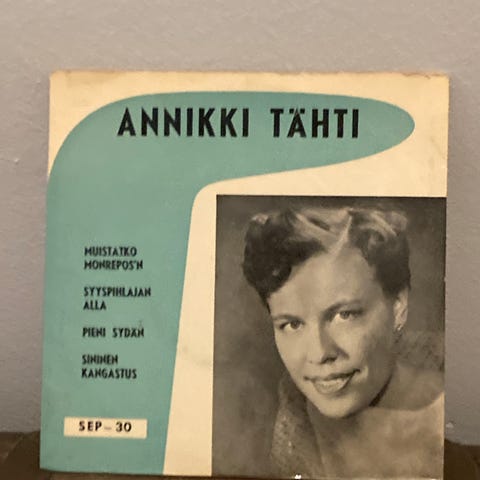 ANNIKKI TÄHTI
MUISTATKO
MONREPOS'N
SYYSPIHLAJAN
ALLA
PIENI SYDÄN
SININEN
KANGASTUS
SEP - 30